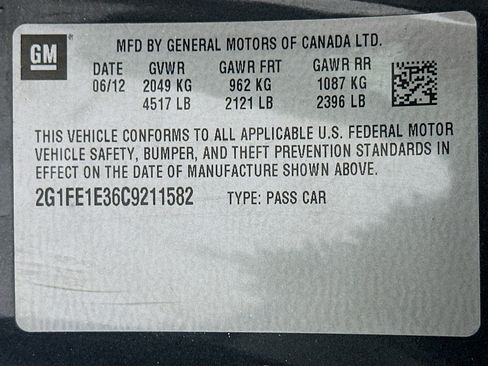 GM
MFD BY GENERAL MOTORS OF CANADA LTD.
DATE GVWR GAWR FRT GAWR RR
06/12 2049 KG 962 KG 1087 KG
4517 LB 2121 LB 2396 LB
THIS VEHICLE CONFORMS TO ALL APPLICABLE U.S. FEDERAL MOTOR
VEHICLE SAFETY, BUMPER, AND THEFT PREVENTION STANDARDS IN
EFFECT ON THE DATE OF MANUFACTURE SHOWN ABOVE.
2G1FE1E36C9211582 TYPE: PASS CAR